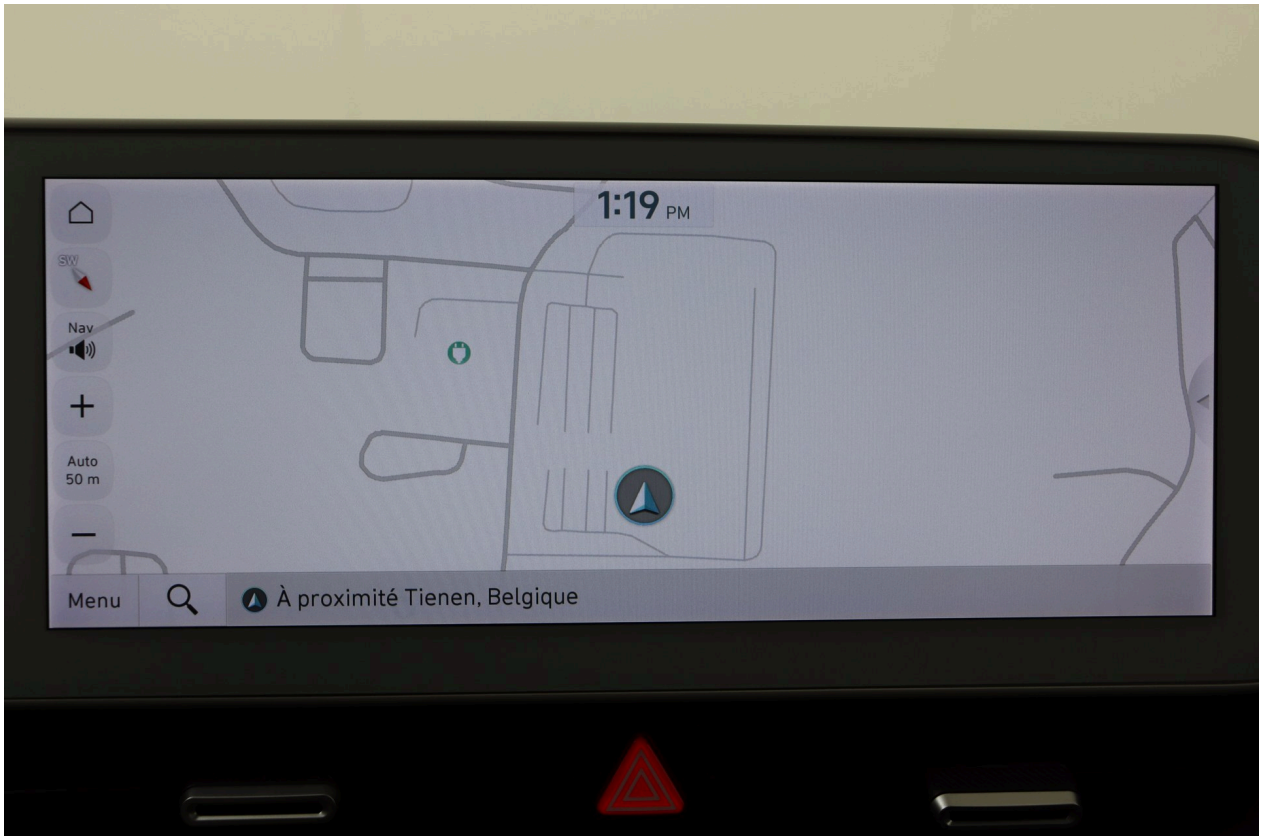 1:19 PM
SW
Nav
Auto
50 m
Menu
À proximité Tienen, Belgique